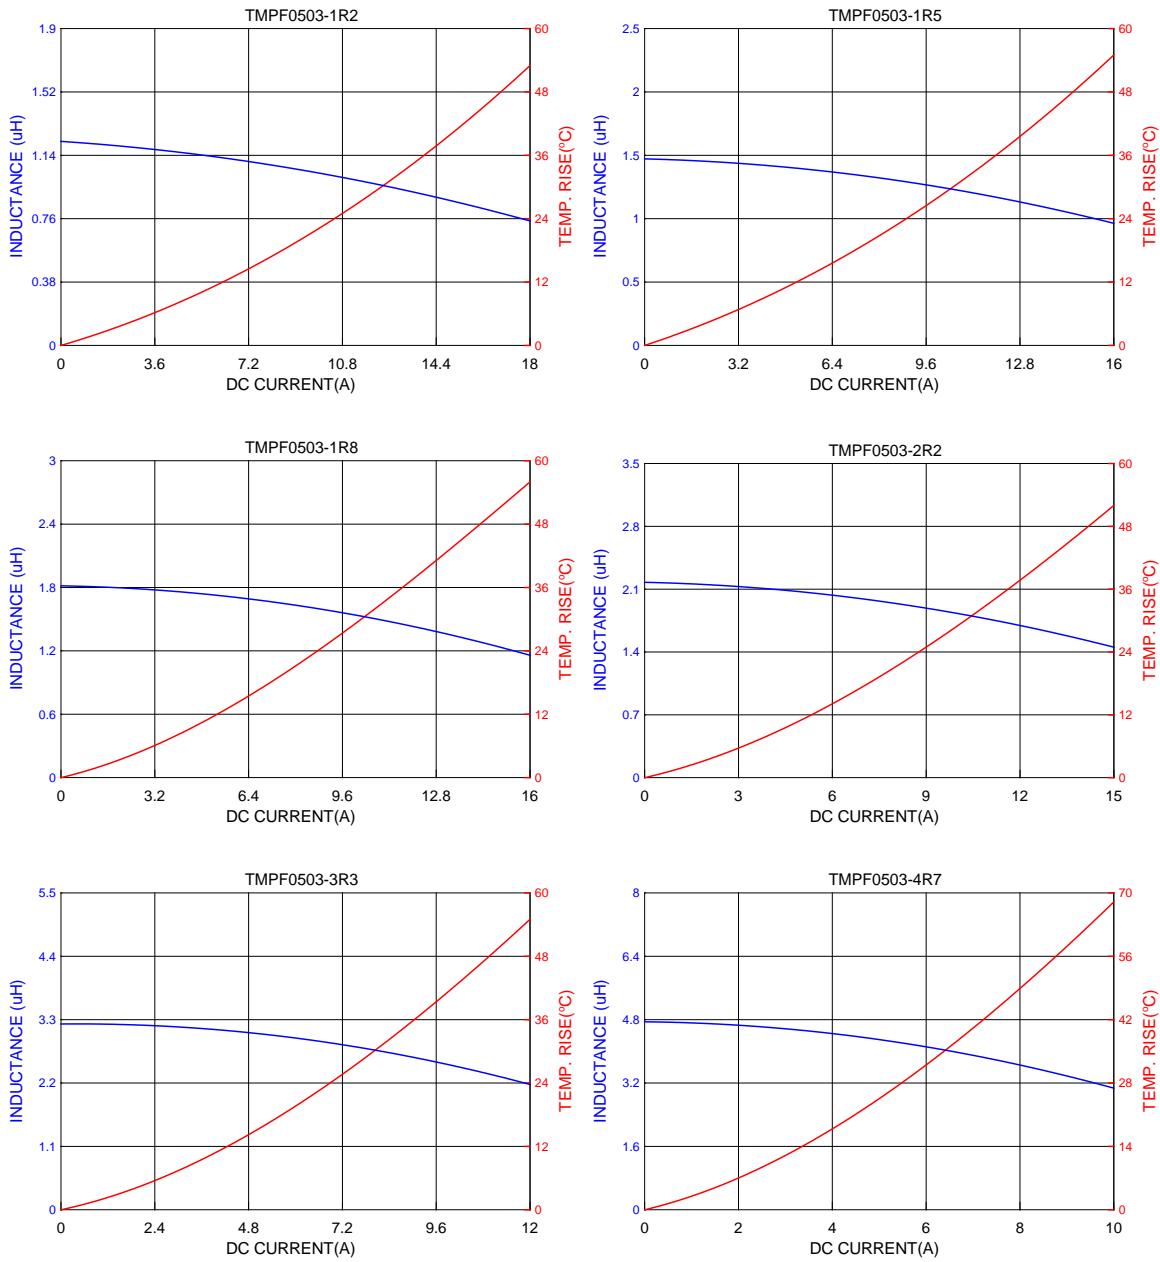 TMPF0503-1R2
1.9
1.52
1.14
0.76
0.38
0
INDUCTANCE (uH)
60
48
36
24
12
0
TEMP. RISE(ºC)
0 3.6 7.2 10.8 14.4 18
DC CURRENT(A)
TMPF0503-1R5
2.5
2
1.5
1
0.5
0
INDUCTANCE (uH)
60
48
36
24
12
0
TEMP. RISE(ºC)
0 3.2 6.4 9.6 12.8 16
DC CURRENT(A)
TMPF0503-1R8
3
2.4
1.8
1.2
0.6
0
INDUCTANCE (uH)
60
48
36
24
12
0
TEMP. RISE(ºC)
0 3.2 6.4 9.6 12.8 16
DC CURRENT(A)
TMPF0503-2R2
3.5
2.8
2.1
1.4
0.7
0
INDUCTANCE (uH)
60
48
36
24
12
0
TEMP. RISE(ºC)
0 3 6 9 12 15
DC CURRENT(A)
TMPF0503-3R3
5.5
4.4
3.3
2.2
1.1
0
INDUCTANCE (uH)
60
48
36
24
12
0
TEMP. RISE(ºC)
0 2.4 4.8 7.2 9.6 12
DC CURRENT(A)
TMPF0503-4R7
8
6.4
4.8
3.2
1.6
0
INDUCTANCE (uH)
70
56
42
28
14
0
TEMP. RISE(ºC)
0 2 4 6 8 10
DC CURRENT(A)